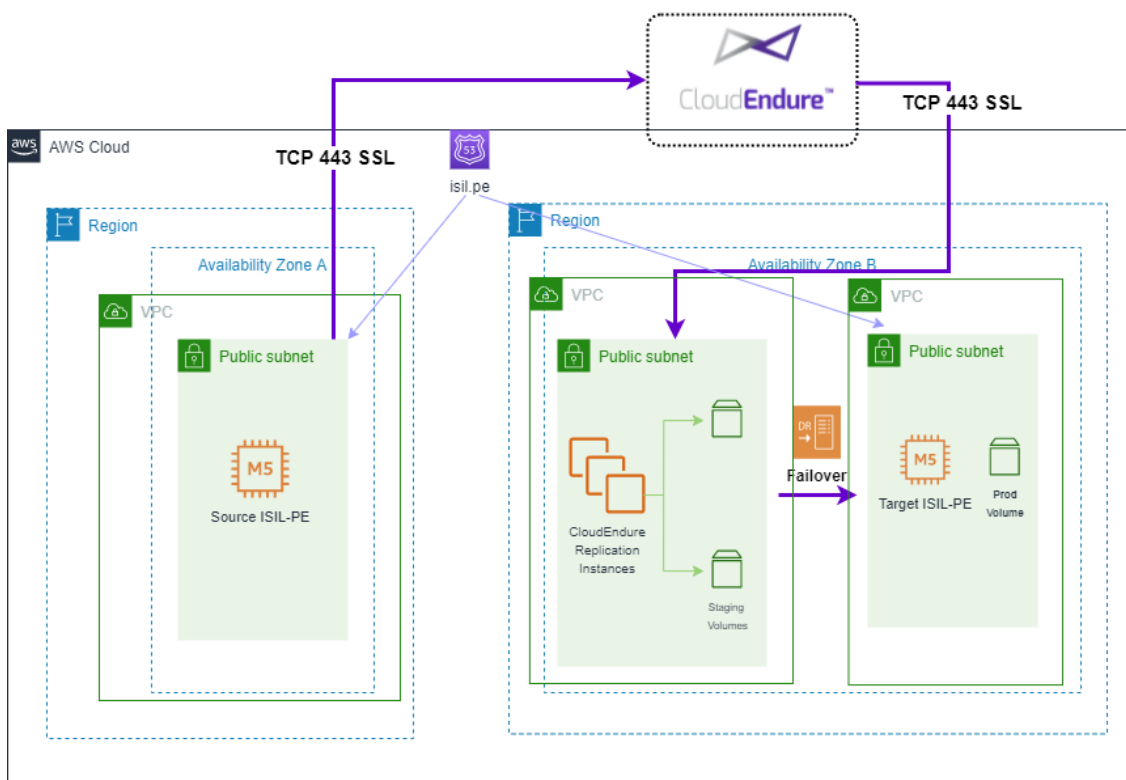 CloudEndure™
TCP 443 SSL
aws
AWS Cloud
TCP 443 SSL
53
isil.pe
Region
Region
Availability Zone A
Availability Zone B
VPC
VPC
VPC
Public subnet
Public subnet
Public subnet
DR
M5
M5
Failover
Source ISIL-PE
Target ISIL-PE
Prod
Volume
CloudEndure
Replication
Instances
Staging
Volumes